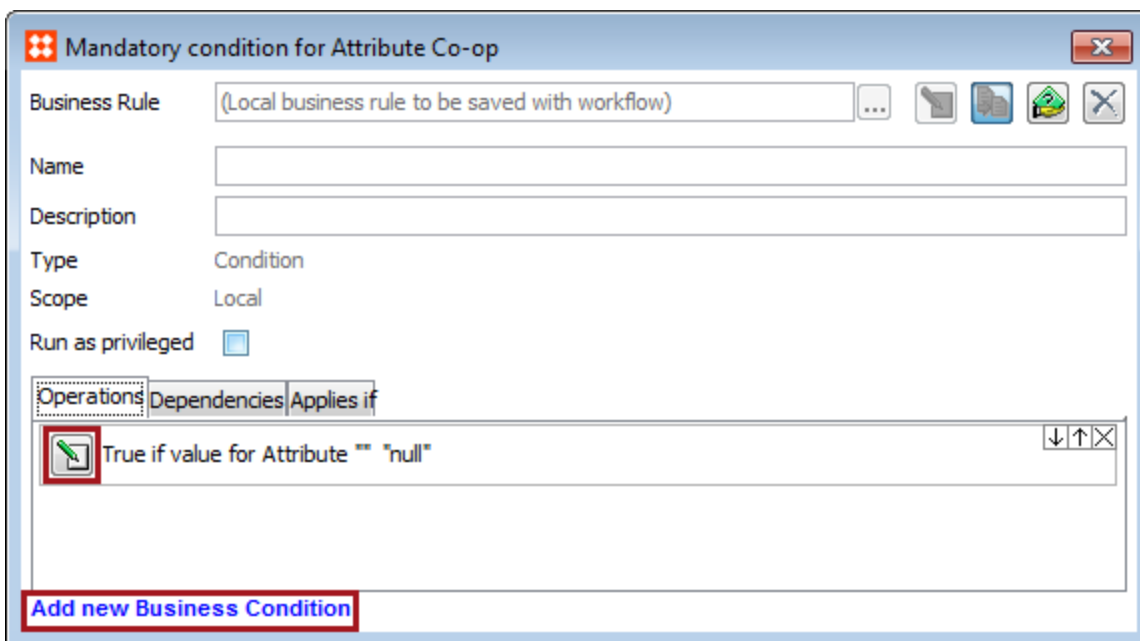 Mandatory condition for Attribute Co-op
Business Rule (Local business rule to be saved with workflow) ...
Name
Description
Type Condition
Scope Local
Run as privileged
Operations Dependencies Applies if
True if value for Attribute "" "null"
Add new Business Condition